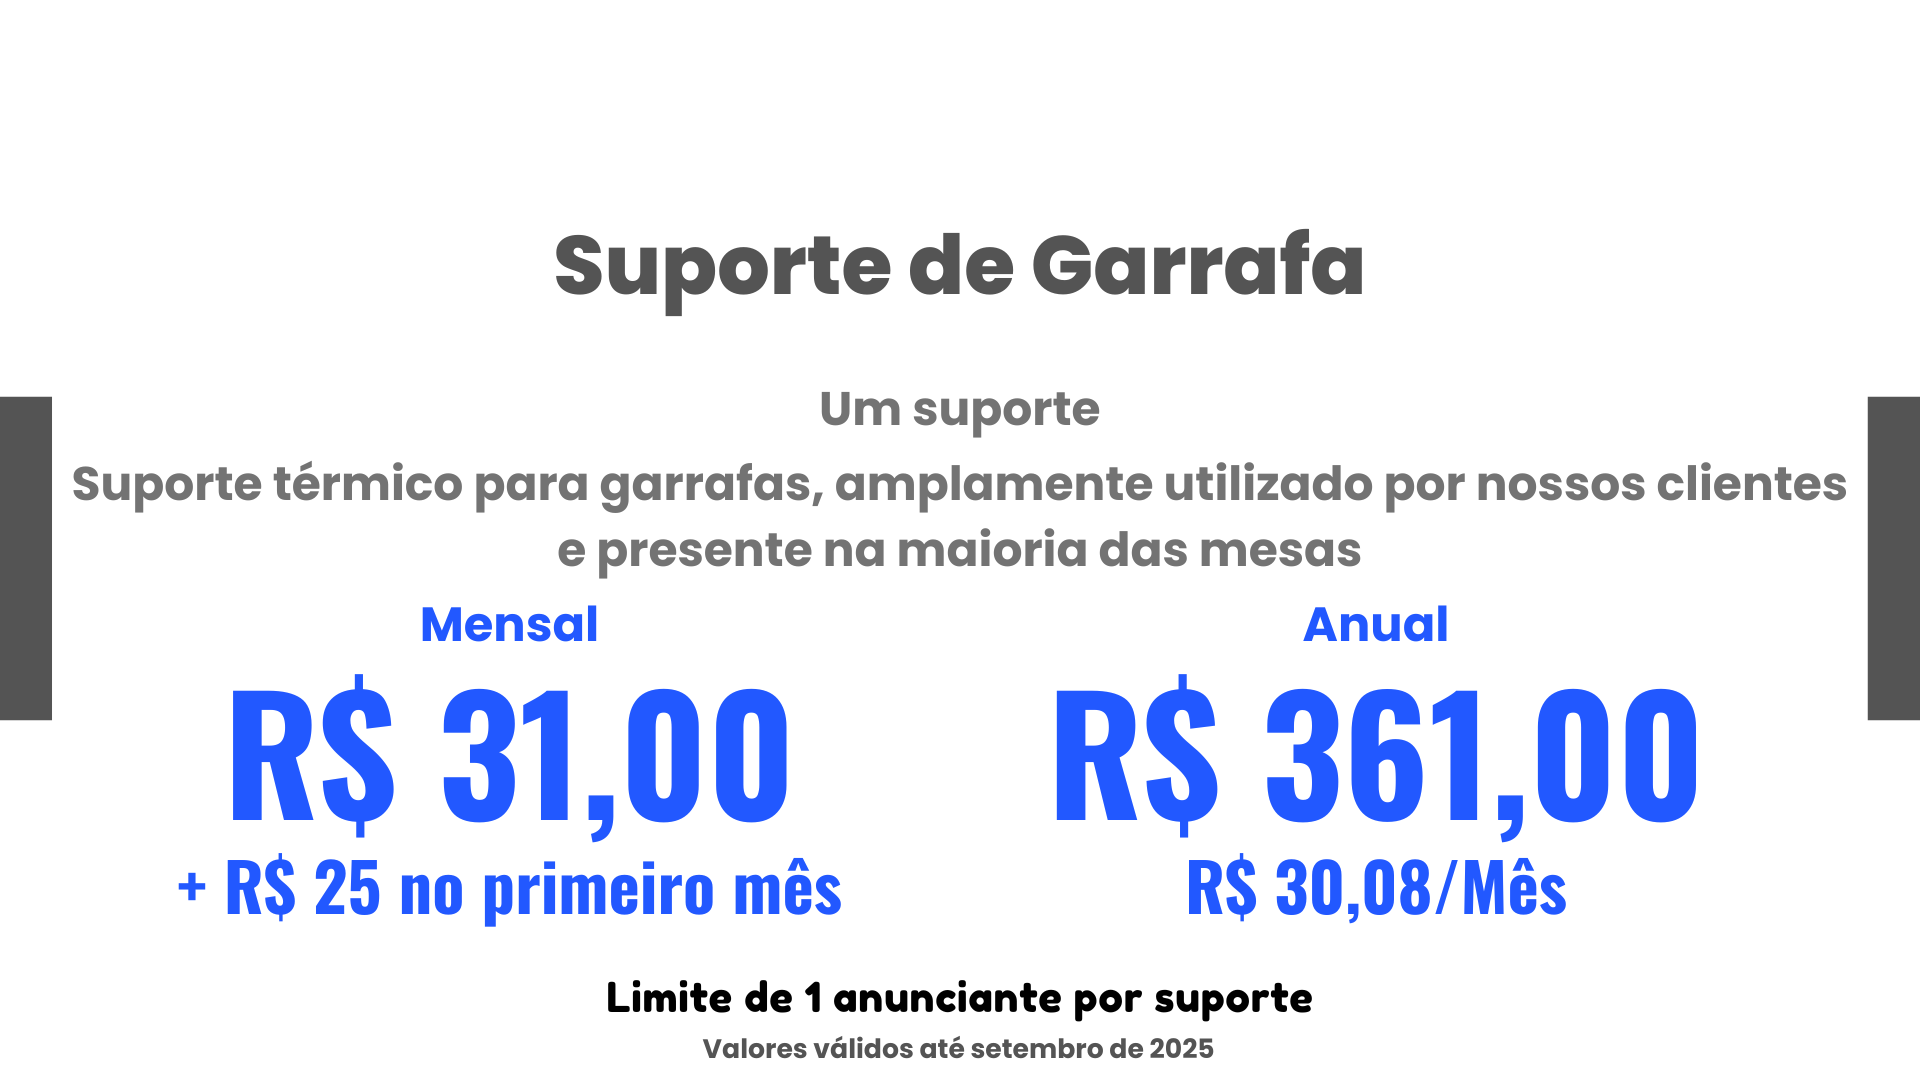 Suporte de Garrafa
Um suporte
Suporte térmico para garrafas, amplamente utilizado por nossos clientes
e presente na maioria das mesas
Mensal
R$ 31,00
+ R$ 25 no primeiro mês
Anual
R$ 361,00
R$ 30,08/Mês
Limite de 1 anunciante por suporte
Valores válidos até setembro de 2025